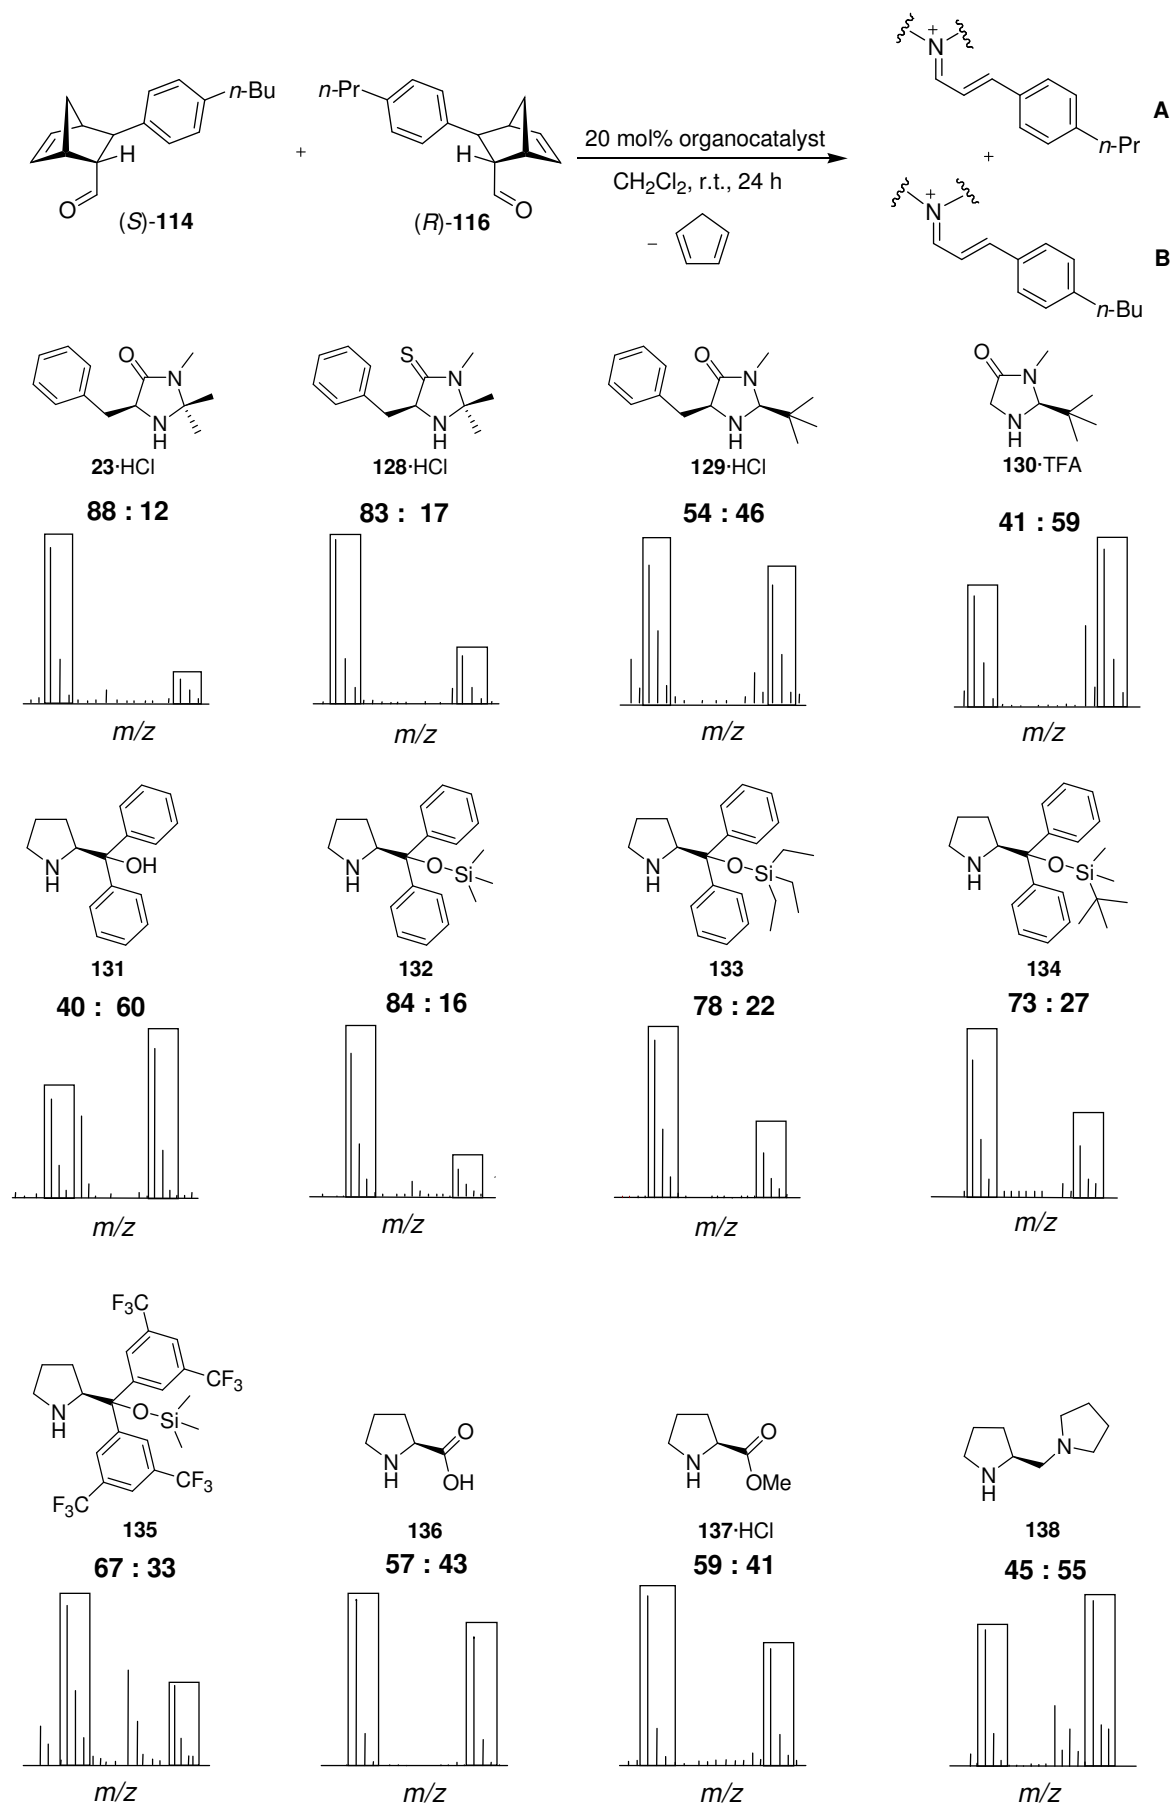 n-Bu
n-Pr
+
20 mol% organocatalyst
CH2Cl2, r.t., 24 h
−
H
O
(S)-114
H
O
(R)-116
+
N
n-Pr
A
+
+
N
n-Bu
B
O
N
N
H
23·HCl
88 : 12
m/z
S
N
N
H
128·HCl
83 : 17
m/z
O
N
N
H
129·HCl
54 : 46
m/z
O
N
N
H
130·TFA
41 : 59
m/z
N
H
OH
131
40 : 60
m/z
N
H
O
Si
132
84 : 16
m/z
N
H
O
Si
133
78 : 22
m/z
N
H
O
Si
134
73 : 27
m/z
F3C
CF3
N
H
O
Si
CF3
F3C
135
67 : 33
m/z
N
H
O
OH
136
57 : 43
m/z
N
H
O
OMe
137·HCl
59 : 41
m/z
N
H
N
138
45 : 55
m/z